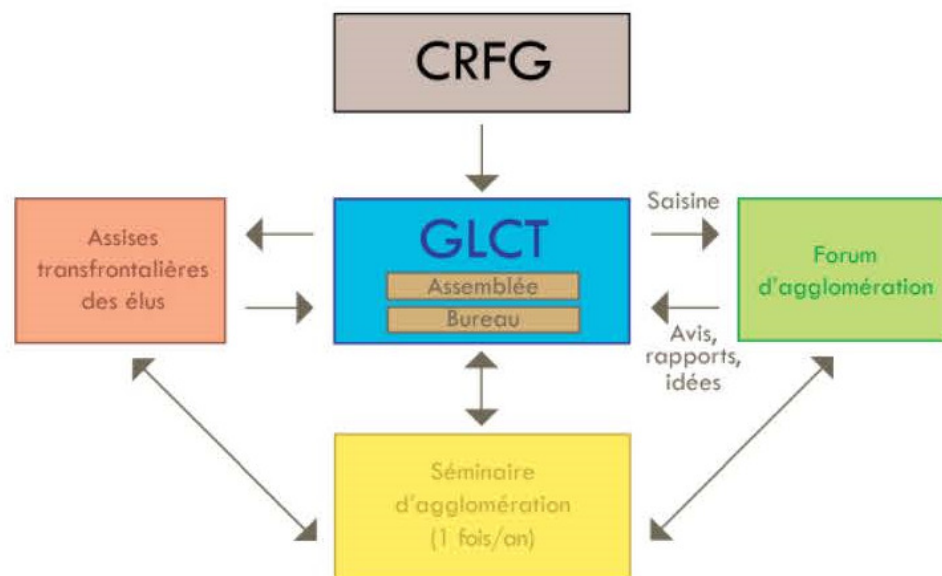 CRFG
Assises
transfrontalières
des élus
GLCT
Assemblée
Bureau
Saisine
Avis,
rapports,
idées
Forum
d'agglomération
Séminaire
d'agglomération
(1 fois/an)